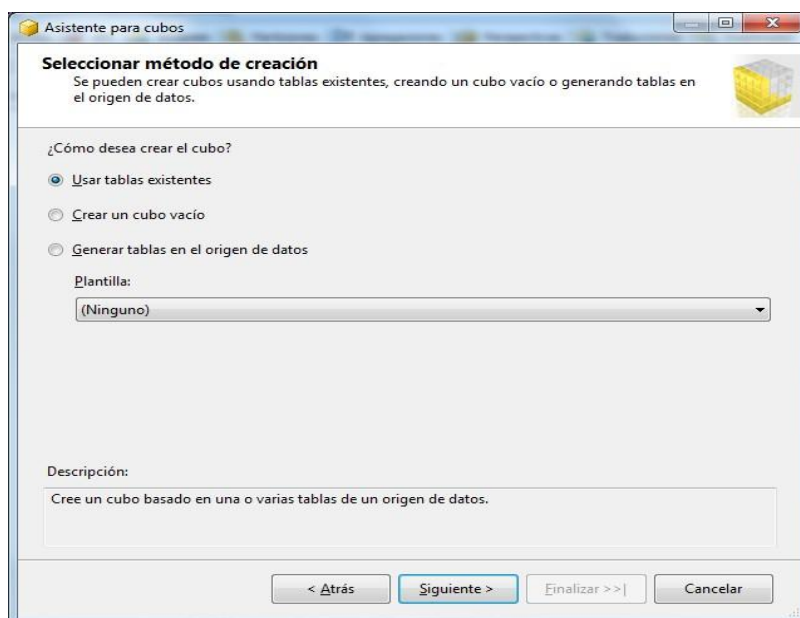 Asistente para cubos
Seleccionar método de creación
Se pueden crear cubos usando tablas existentes, creando un cubo vacío o generando tablas en
el origen de datos.
¿Cómo desea crear el cubo?
Usar tablas existentes
Crear un cubo vacío
Generar tablas en el origen de datos
Plantilla:
(Ninguno)
Descripción:
Cree un cubo basado en una o varias tablas de un origen de datos.
< Atrás
Siguiente >
Finalizar >>|
Cancelar